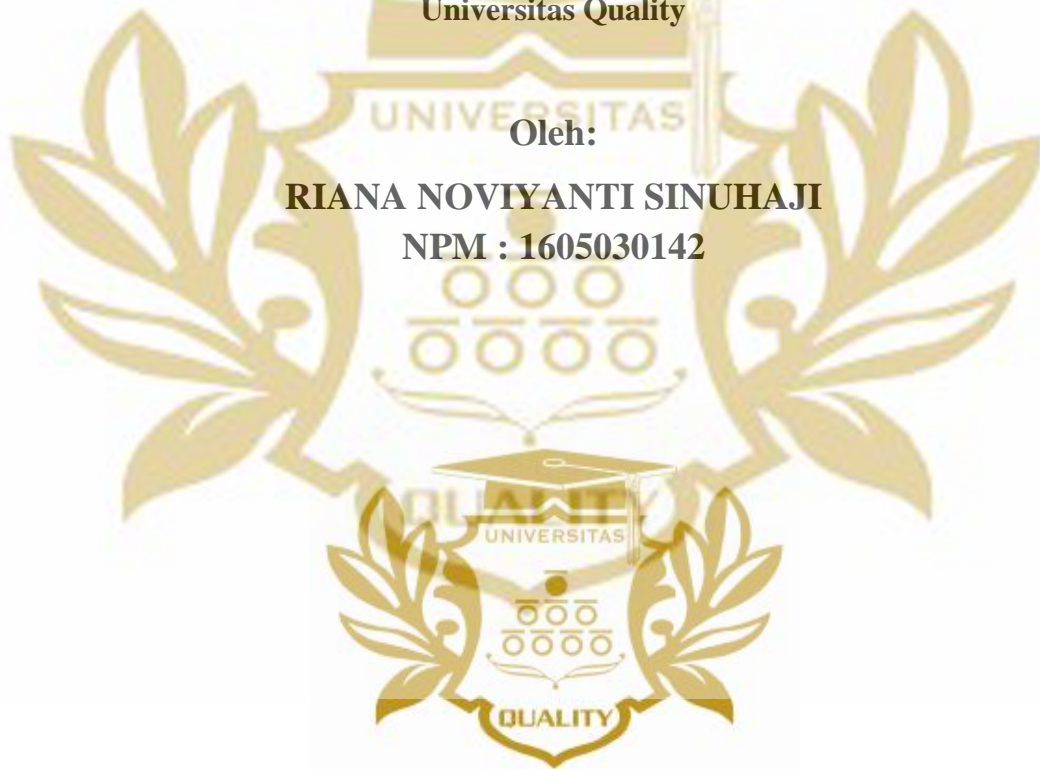 Universitas Quality
UNIVERSITAS
Oleh:
RIANA NOVIYANTI SINUHAJI
NPM : 1605030142
QUALITY
UNIVERSITAS
QUALITY